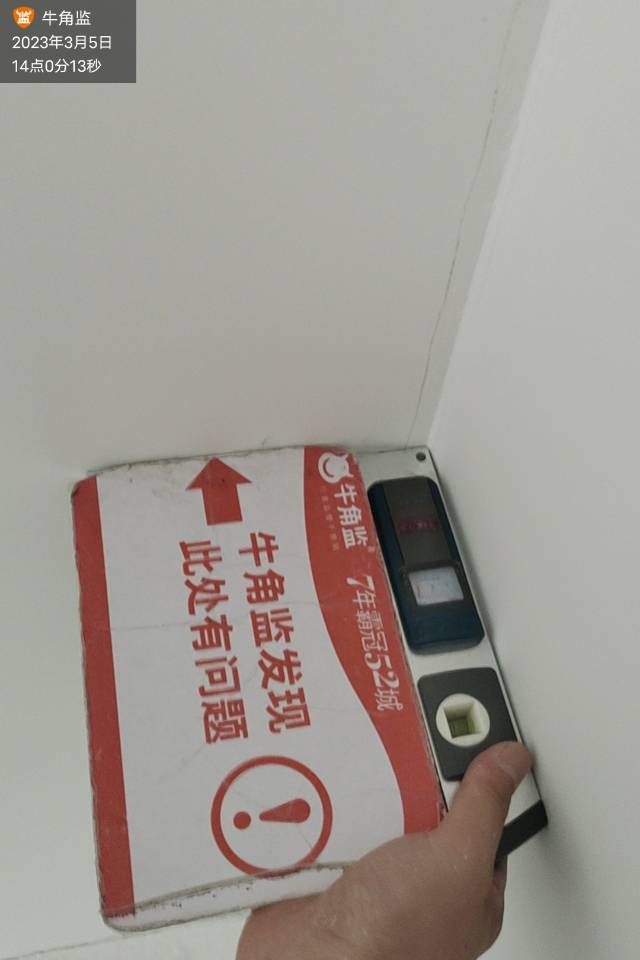 牛角监
2023年3月5日
14点0分13秒
牛角监
7年霸冠52城
牛角监发现
此处有问题
!